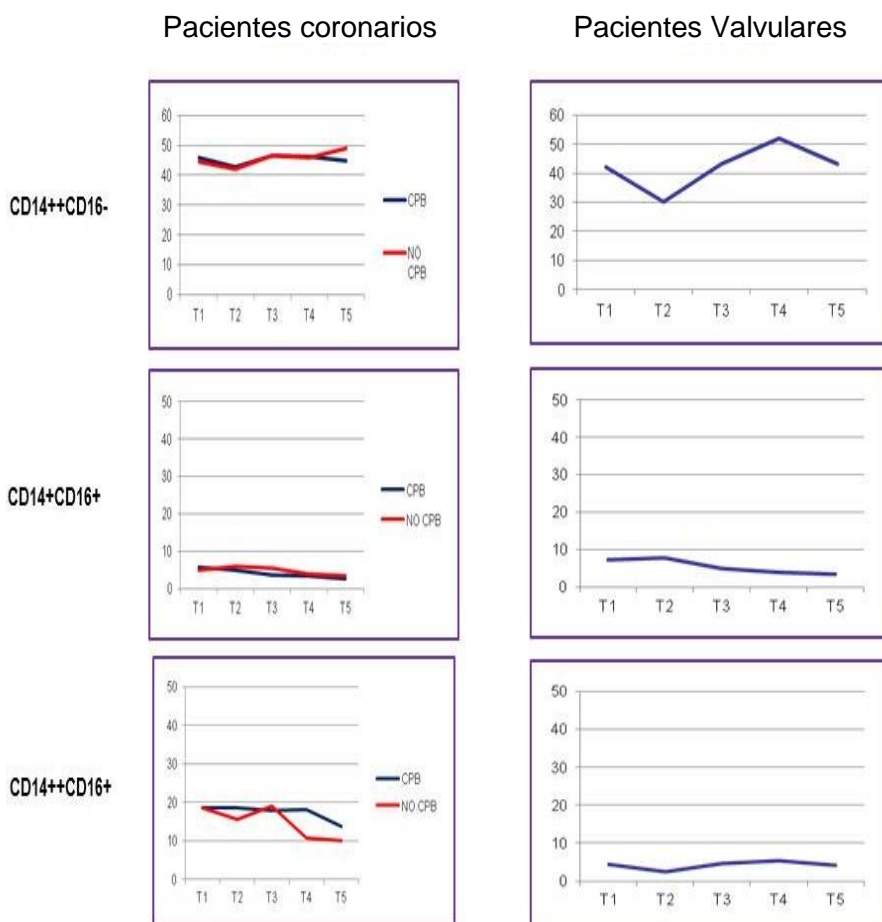 Pacientes coronarios
Pacientes Valvulares
CD14++CD16-
60
50
40
30
20
10
0
T1 T2 T3 T4 T5
CPB
NO
CPB
60
50
40
30
20
10
0
T1 T2 T3 T4 T5
CD14+CD16+
50
40
30
20
10
0
T1 T2 T3 T4 T5
CPB
NO CPB
50
40
30
20
10
0
T1 T2 T3 T4 T5
CD14++CD16+
50
40
30
20
10
0
T1 T2 T3 T4 T5
CPB
NO CPB
50
40
30
20
10
0
T1 T2 T3 T4 T5